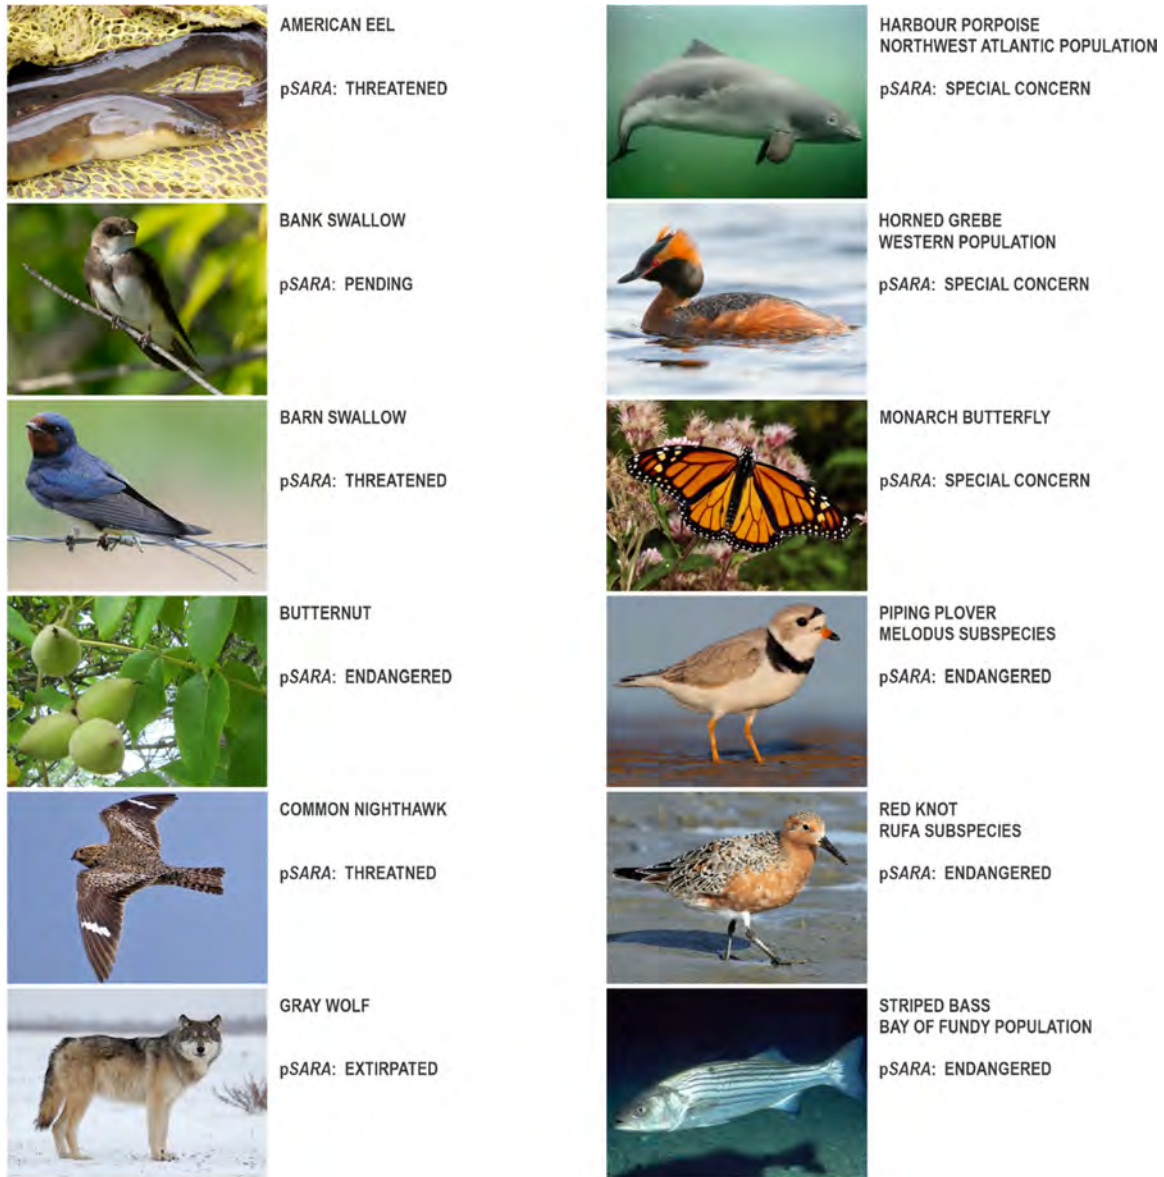 AMERICAN EEL
pSARA: THREATENED
BANK SWALLOW
pSARA: PENDING
BARN SWALLOW
pSARA: THREATENED
BUTTERNUT
pSARA: ENDANGERED
COMMON NIGHTHAWK
pSARA: THREATNED
GRAY WOLF
pSARA: EXTIRPATED
HARBOUR PORPOISE
NORTHWEST ATLANTIC POPULATION
pSARA: SPECIAL CONCERN
HORNED GREBE
WESTERN POPULATION
pSARA: SPECIAL CONCERN
MONARCH BUTTERFLY
pSARA: SPECIAL CONCERN
PIPING PLOVER
MELODUS SUBSPECIES
pSARA: ENDANGERED
RED KNOT
RUFA SUBSPECIES
pSARA: ENDANGERED
STRIPED BASS
BAY OF FUNDY POPULATION
pSARA: ENDANGERED